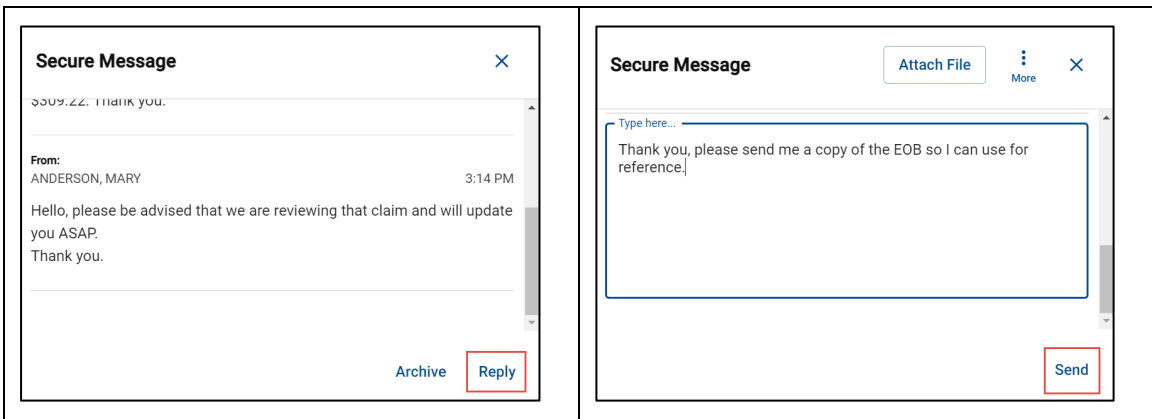 Secure Message
$309.22. Thank you.
From:
ANDERSON, MARY
3:14 PM
Hello, please be advised that we are reviewing that claim and will update
you ASAP.
Thank you.
Archive
Reply
Secure Message
Attach File
More
Type here...
Thank you, please send me a copy of the EOB so I can use for
reference.
Send